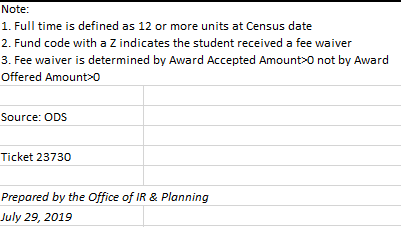 Note:
1. Full time is defined as 12 or more units at Census date
2. Fund code with a Z indicates the student received a fee waiver
3. Fee waiver is determined by Award Accepted Amount>0 not by Award
Offered Amount>0
Source: ODS
Ticket 23730
Prepared by the Office of IR & Planning
July 29, 2019